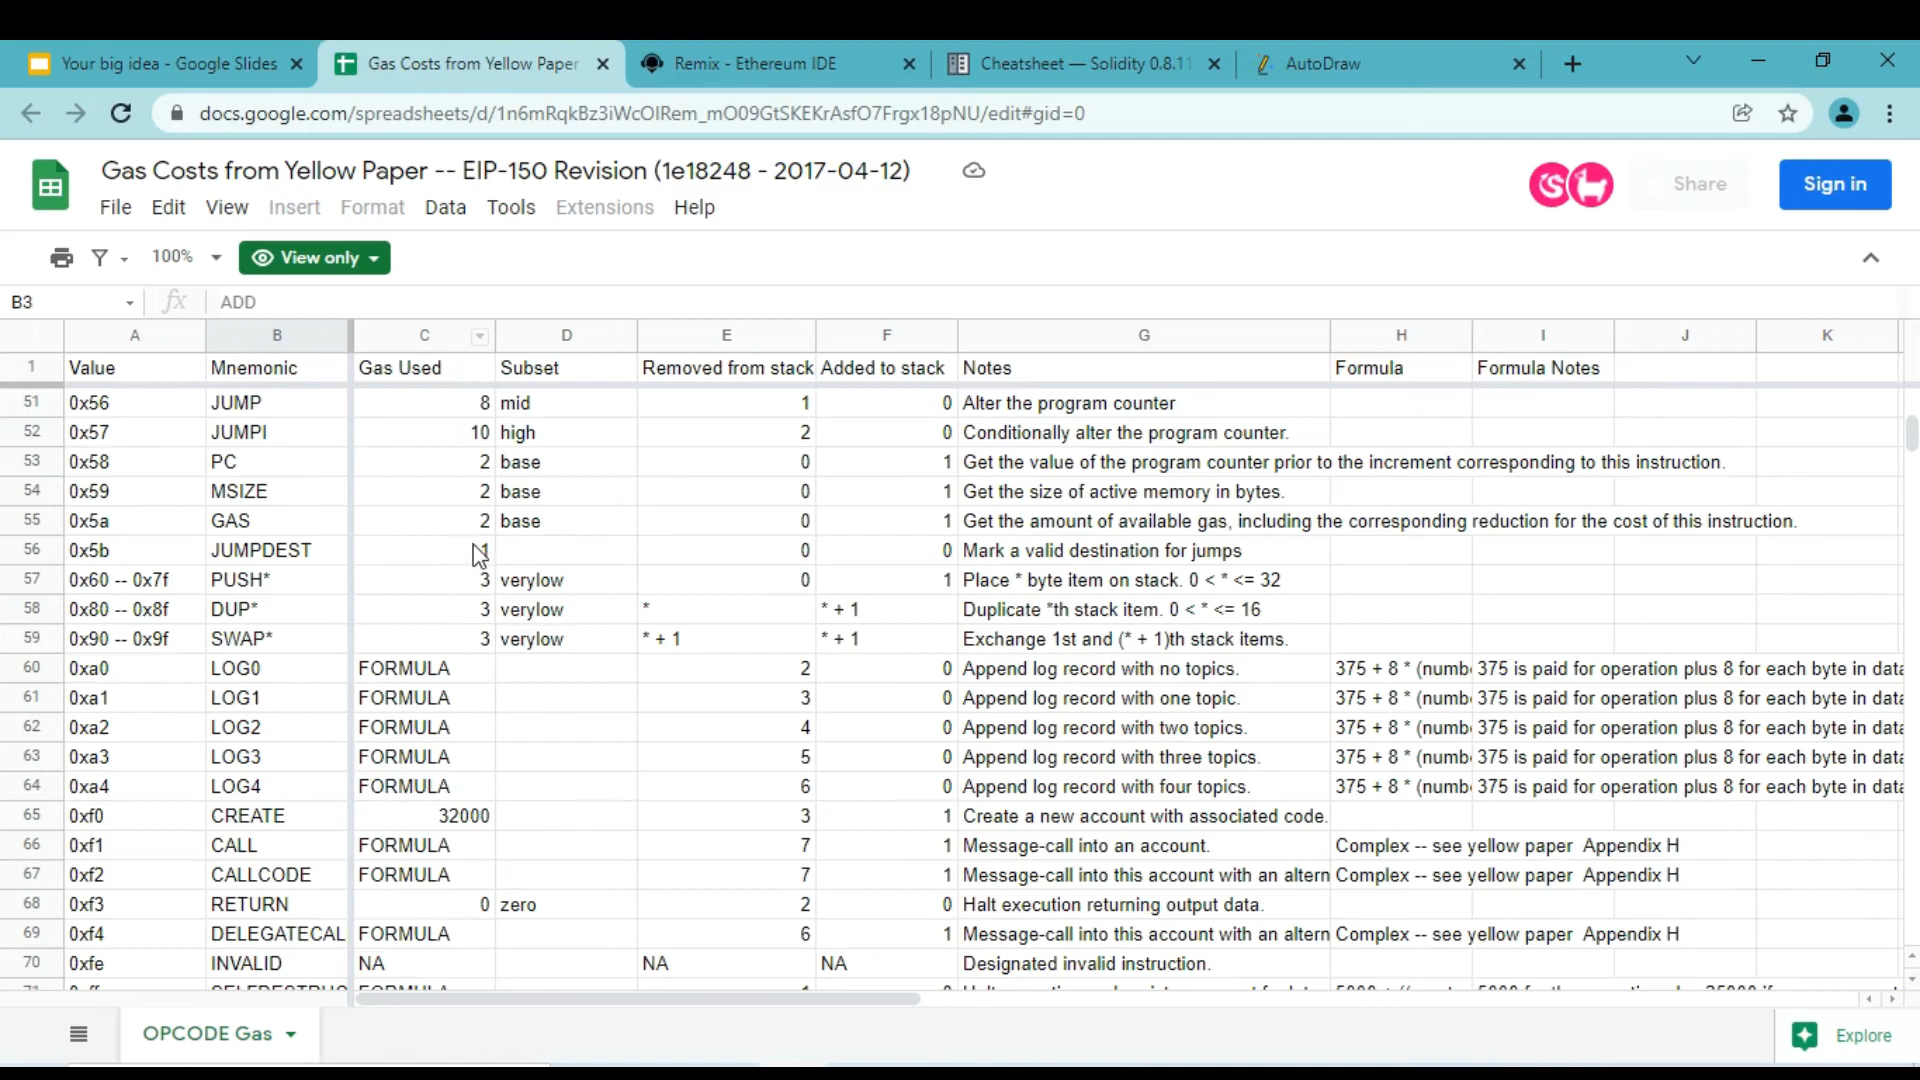 Your big idea - Google Slides
Gas Costs from Yellow Paper
Remix - Ethereum IDE
Cheatsheet — Solidity 0.8.11
AutoDraw
docs.google.com/spreadsheets/d/1n6mRqkBz3iWcOlRem_mO09GtSKEKrAsfO7Frgx18pNU/edit#gid=0
Gas Costs from Yellow Paper -- EIP-150 Revision (1e18248 - 2017-04-12)
Share
Sign in
File Edit View Insert Format Data Tools Extensions Help
100% View only
B3 fx ADD
A B C D E F G H I J K
1 Value Mnemonic Gas Used Subset Removed from stack Added to stack Notes Formula Formula Notes
51 0x56 JUMP 8 mid 1 0 Alter the program counter
52 0x57 JUMPI 10 high 2 0 Conditionally alter the program counter.
53 0x58 PC 2 base 0 1 Get the value of the program counter prior to the increment corresponding to this instruction.
54 0x59 MSIZE 2 base 0 1 Get the size of active memory in bytes.
55 0x5a GAS 2 base 0 1 Get the amount of available gas, including the corresponding reduction for the cost of this instruction.
56 0x5b JUMPDEST 1 0 0 Mark a valid destination for jumps
57 0x60 -- 0x7f PUSH* 3 verylow 0 1 Place * byte item on stack. 0 < * <= 32
58 0x80 -- 0x8f DUP* 3 verylow * * + 1 Duplicate *th stack item. 0 < * <= 16
59 0x90 -- 0x9f SWAP* 3 verylow * + 1 * + 1 Exchange 1st and (* + 1)th stack items.
60 0xa0 LOG0 FORMULA 2 0 Append log record with no topics. 375 + 8 * (numb 375 is paid for operation plus 8 for each byte in data
61 0xa1 LOG1 FORMULA 3 0 Append log record with one topic. 375 + 8 * (numb 375 is paid for operation plus 8 for each byte in data
62 0xa2 LOG2 FORMULA 4 0 Append log record with two topics. 375 + 8 * (numb 375 is paid for operation plus 8 for each byte in data
63 0xa3 LOG3 FORMULA 5 0 Append log record with three topics. 375 + 8 * (numb 375 is paid for operation plus 8 for each byte in data
64 0xa4 LOG4 FORMULA 6 0 Append log record with four topics. 375 + 8 * (numb 375 is paid for operation plus 8 for each byte in data
65 0xf0 CREATE 32000 3 1 Create a new account with associated code.
66 0xf1 CALL FORMULA 7 1 Message-call into an account. Complex -- see yellow paper Appendix H
67 0xf2 CALLCODE FORMULA 7 1 Message-call into this account with an altern Complex -- see yellow paper Appendix H
68 0xf3 RETURN 0 zero 2 0 Halt execution returning output data.
69 0xf4 DELEGATECAL FORMULA 6 1 Message-call into this account with an altern Complex -- see yellow paper Appendix H
70 0xfe INVALID NA NA NA Designated invalid instruction.
OPCODE Gas
Explore